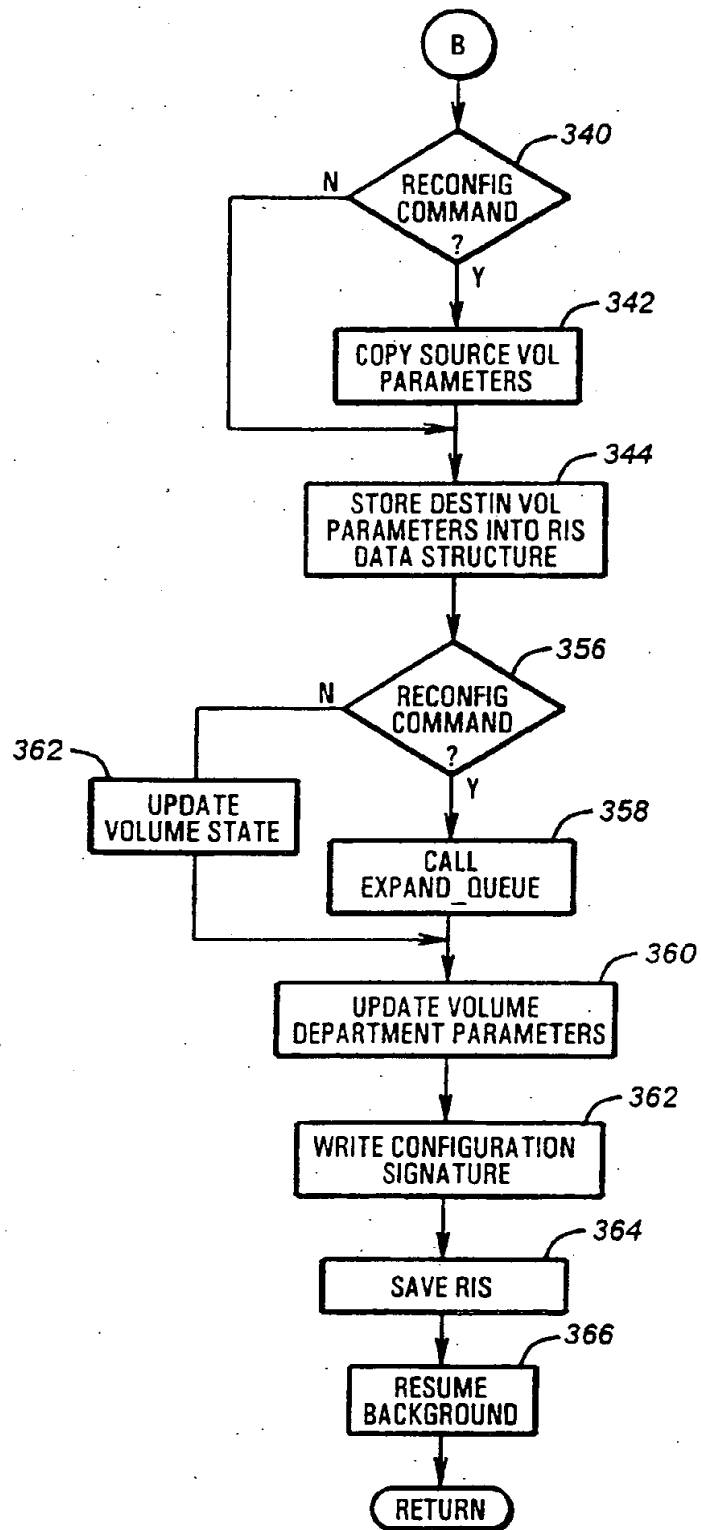 B
340
N
RECONFIG
COMMAND
?
Y
342
COPY SOURCE VOL
PARAMETERS
344
STORE DESTIN VOL
PARAMETERS INTO RIS
DATA STRUCTURE
356
N
RECONFIG
COMMAND
?
Y
362
UPDATE
VOLUME STATE
358
CALL
EXPAND_QUEUE
360
UPDATE VOLUME
DEPARTMENT PARAMETERS
362
WRITE CONFIGURATION
SIGNATURE
364
SAVE RIS
366
RESUME
BACKGROUND
RETURN